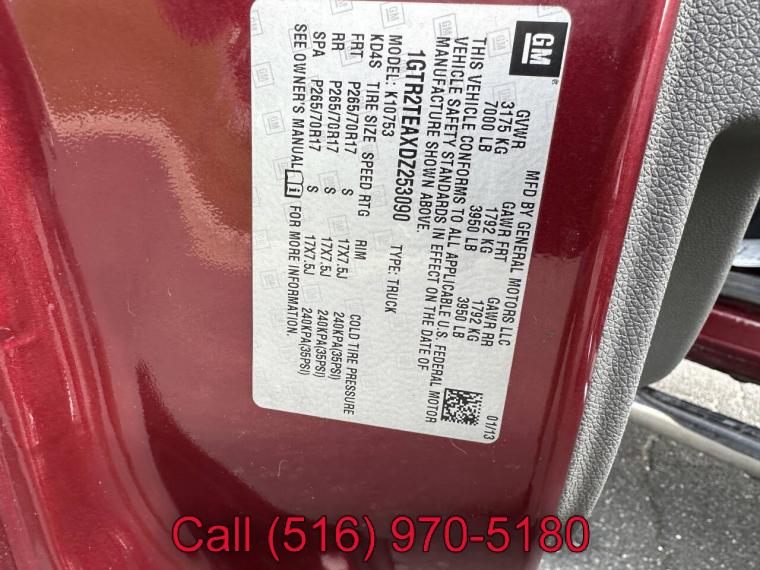 GM
MFD BY GENERAL MOTORS LLC 01/13
GVWR GAWR FRT GAWR RR
3175 KG 1792 KG 1792 KG
7000 LB 3950 LB 3950 LB
THIS VEHICLE CONFORMS TO ALL APPLICABLE U.S. FEDERAL MOTOR
VEHICLE SAFETY STANDARDS IN EFFECT ON THE DATE OF
MANUFACTURE SHOWN ABOVE.
1GTR2TEAXDZ253090
MODEL: K10753 TYPE: TRUCK
KD4S TIRE SIZE SPEED RTG RIM COLD TIRE PRESSURE
FRT P265/70R17 S 17X7.5J 240KPA(35PSI)
RR P265/70R17 S 17X7.5J 240KPA(35PSI)
SPA P265/70R17 S 17X7.5J 240KPA(35PSI)
SEE OWNER'S MANUAL FOR MORE INFORMATION.
Call (516) 970-5180